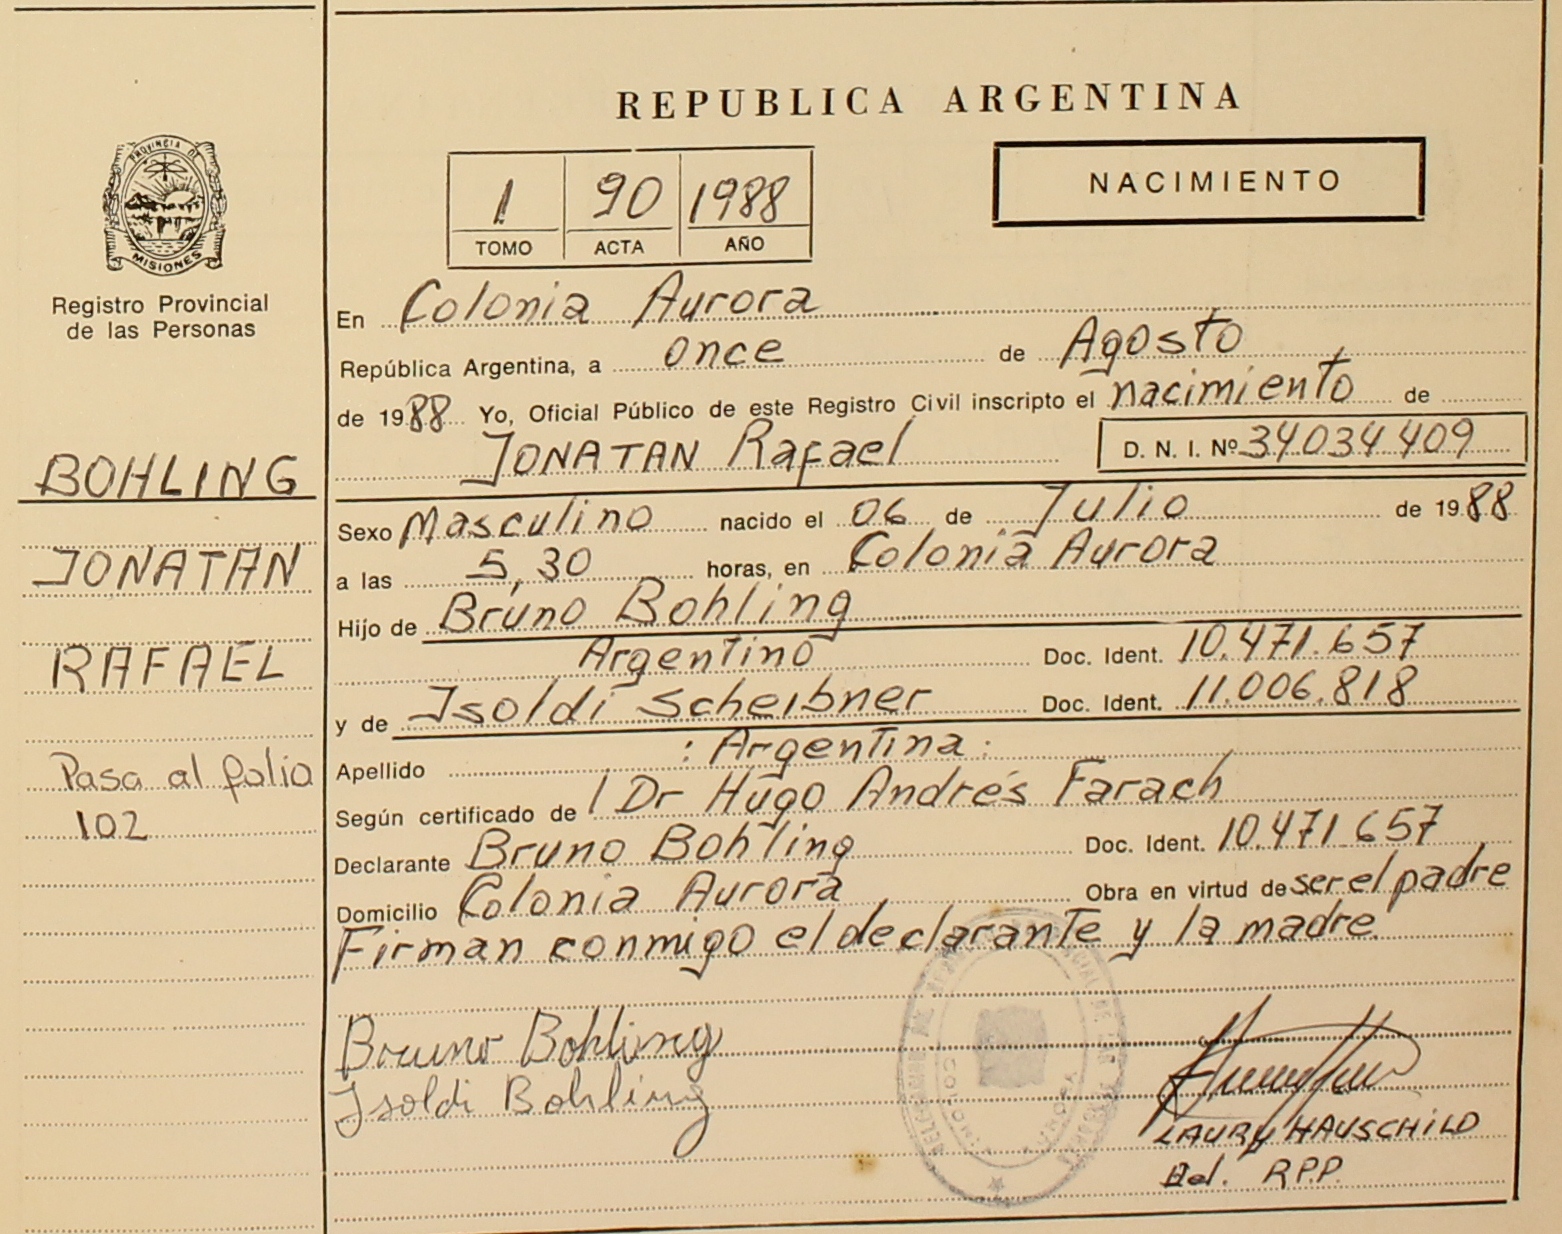 REPUBLICA ARGENTINA
1 90 1988
TOMO ACTA AÑO
NACIMIENTO
PROVINCIA DE
MISIONES
Registro Provincial
de las Personas
BOHLING
JONATAN
RAFAEL
Pasa al folio
102
En Colonia Aurora
República Argentina, a once de Agosto
de 1988 Yo, Oficial Público de este Registro Civil inscripto el nacimiento de
JONATAN Rafael D. N. I. Nº 34034409
Sexo Masculino nacido el 06 de Julio de 1988
a las 5,30 horas, en Colonia Aurora
Hijo de Bruno Bohling
Argentino Doc. Ident. 10.471.657
y de Isoldi Scheibner Doc. Ident. 11.006.818
Apellido : Argentina :
Según certificado de / Dr Hugo Andrés Farach
Declarante Bruno Bohling Doc. Ident. 10.471.657
Domicilio Colonia Aurora Obra en virtud de ser el padre
Firman conmigo el declarante y la madre.
Bruno Bohling
Isoldi Bohling
COLONIA AURORA
LAURY HAUSCHILD
Del. R.P.P.